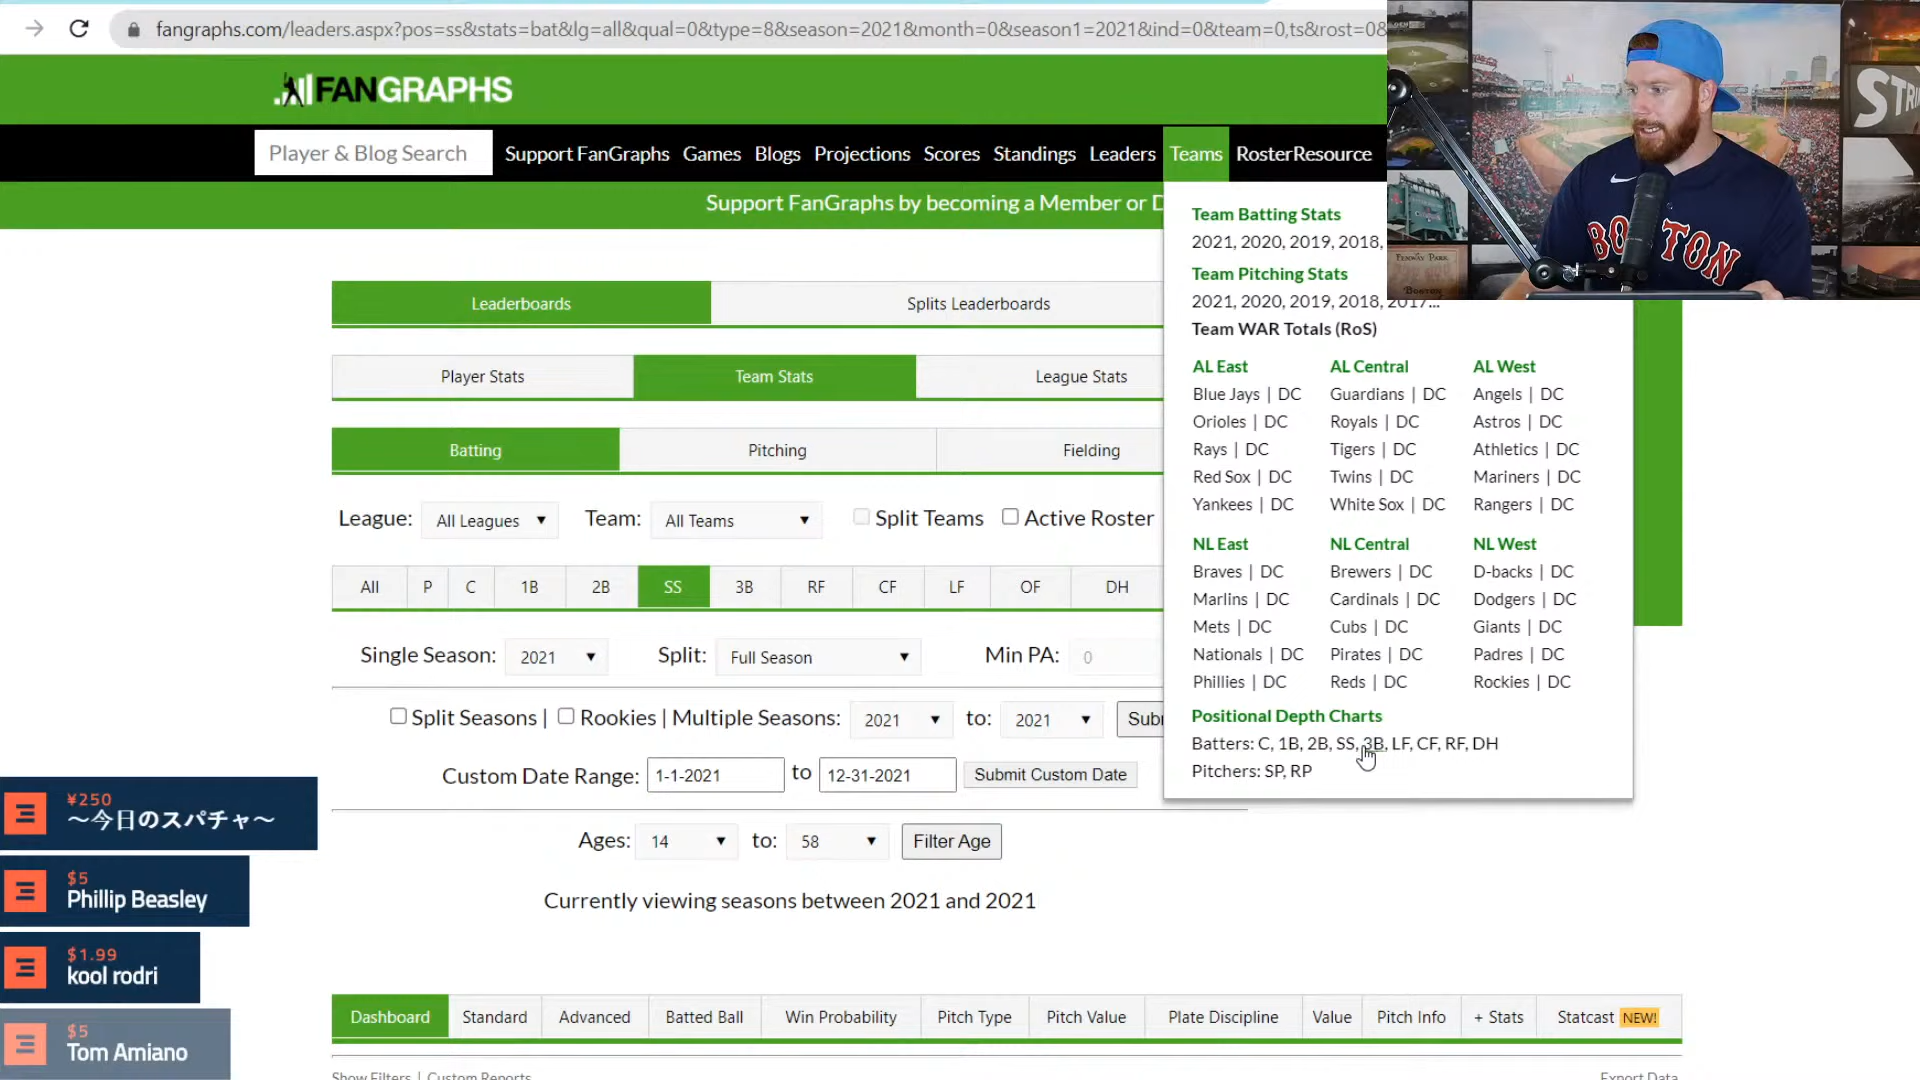 fangraphs.com/leaders.aspx?pos=ss&stats=bat&lg=all&qual=0&type=8&season=2021&month=0&season1=2021&ind=0&team=0,ts&rost=0&
FANGRAPHS
Player & Blog Search
Support FanGraphs Games Blogs Projections Scores Standings Leaders Teams RosterResource
Support FanGraphs by becoming a Member or D
Leaderboards Splits Leaderboards
Player Stats Team Stats League Stats
Batting Pitching Fielding
League: All Leagues Team: All Teams Split Teams Active Roster
All P C 1B 2B SS 3B RF CF LF OF DH
Single Season: 2021 Split: Full Season Min PA: 0
Split Seasons | Rookies | Multiple Seasons: 2021 to: 2021 Subm
Custom Date Range: 1-1-2021 to 12-31-2021 Submit Custom Date
Ages: 14 to: 58 Filter Age
Currently viewing seasons between 2021 and 2021
Dashboard Standard Advanced Batted Ball Win Probability Pitch Type Pitch Value Plate Discipline Value Pitch Info + Stats Statcast NEW!
Show Filters | Custom Reports Export Data
Team Batting Stats
2021, 2020, 2019, 2018,
Team Pitching Stats
2021, 2020, 2019, 2018, 2017...
Team WAR Totals (RoS)
AL East AL Central AL West
Blue Jays | DC Guardians | DC Angels | DC
Orioles | DC Royals | DC Astros | DC
Rays | DC Tigers | DC Athletics | DC
Red Sox | DC Twins | DC Mariners | DC
Yankees | DC White Sox | DC Rangers | DC
NL East NL Central NL West
Braves | DC Brewers | DC D-backs | DC
Marlins | DC Cardinals | DC Dodgers | DC
Mets | DC Cubs | DC Giants | DC
Nationals | DC Pirates | DC Padres | DC
Phillies | DC Reds | DC Rockies | DC
Positional Depth Charts
Batters: C, 1B, 2B, SS, 3B, LF, CF, RF, DH
Pitchers: SP, RP
BOSTON
FENWAY PARK
BOSTON
¥250
～今日のスパチャ～
$5
Phillip Beasley
$1.99
kool rodri
$5
Tom Amiano